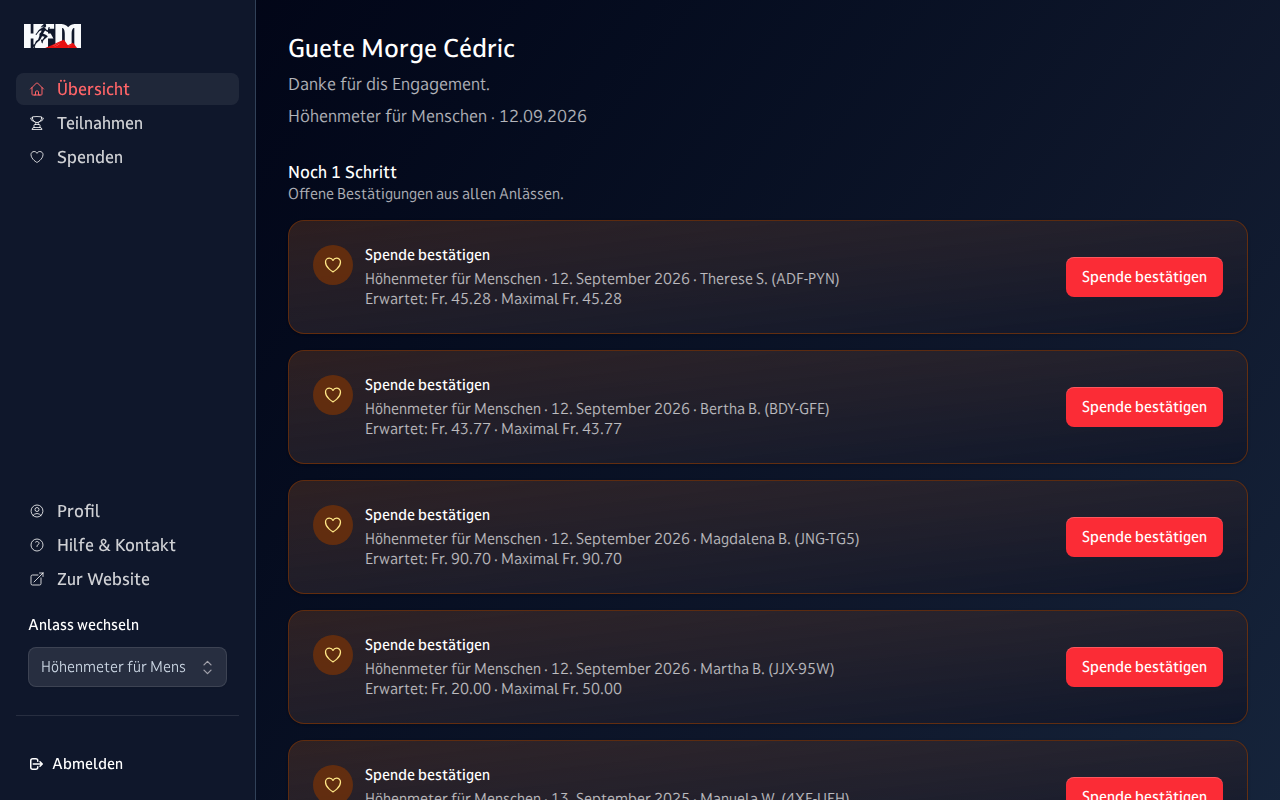 HFM
Übersicht
Teilnahmen
Spenden
Profil
Hilfe & Kontakt
Zur Website
Anlass wechseln
Höhenmeter für Mens
Abmelden
Guete Morge Cédric
Danke für dis Engagement.
Höhenmeter für Menschen · 12.09.2026
Noch 1 Schritt
Offene Bestätigungen aus allen Anlässen.
Spende bestätigen
Höhenmeter für Menschen · 12. September 2026 · Therese S. (ADF-PYN)
Erwartet: Fr. 45.28 · Maximal Fr. 45.28
Spende bestätigen
Spende bestätigen
Höhenmeter für Menschen · 12. September 2026 · Bertha B. (BDY-GFE)
Erwartet: Fr. 43.77 · Maximal Fr. 43.77
Spende bestätigen
Spende bestätigen
Höhenmeter für Menschen · 12. September 2026 · Magdalena B. (JNG-TG5)
Erwartet: Fr. 90.70 · Maximal Fr. 90.70
Spende bestätigen
Spende bestätigen
Höhenmeter für Menschen · 12. September 2026 · Martha B. (JJX-95W)
Erwartet: Fr. 20.00 · Maximal Fr. 50.00
Spende bestätigen
Spende bestätigen
Höhenmeter für Menschen · 13. September 2025 · Manuela W.
Spende bestätigen